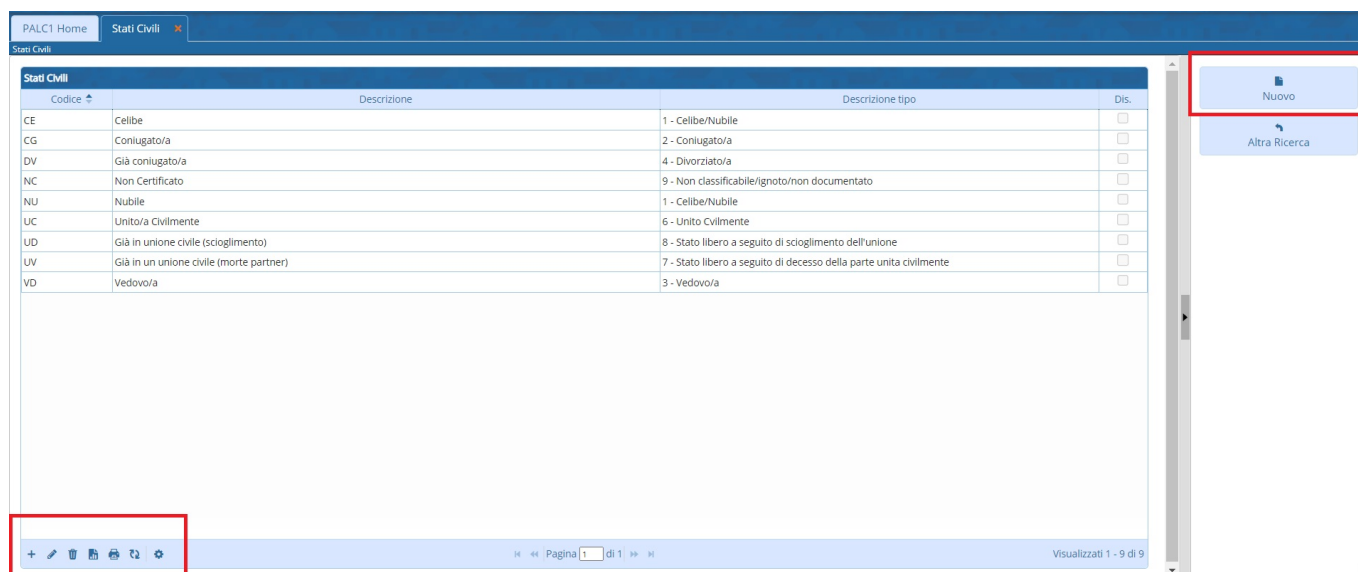 PALC1 Home Stati Civili
Stati Civili
Stati Civili
Codice Descrizione Descrizione tipo Dis.
CE Celibe 1 - Celibe/Nubile
CG Coniugato/a 2 - Coniugato/a
DV Già coniugato/a 4 - Divorziato/a
NC Non Certificato 9 - Non classificabile/ignoto/non documentato
NU Nubile 1 - Celibe/Nubile
UC Unito/a Civilmente 6 - Unito Cvilmente
UD Già in unione civile (scioglimento) 8 - Stato libero a seguito di scioglimento dell'unione
UV Già in un unione civile (morte partner) 7 - Stato libero a seguito di decesso della parte unita civilmente
VD Vedovo/a 3 - Vedovo/a
Pagina 1 di 1 Visualizzati 1 - 9 di 9
Nuovo
Altra Ricerca